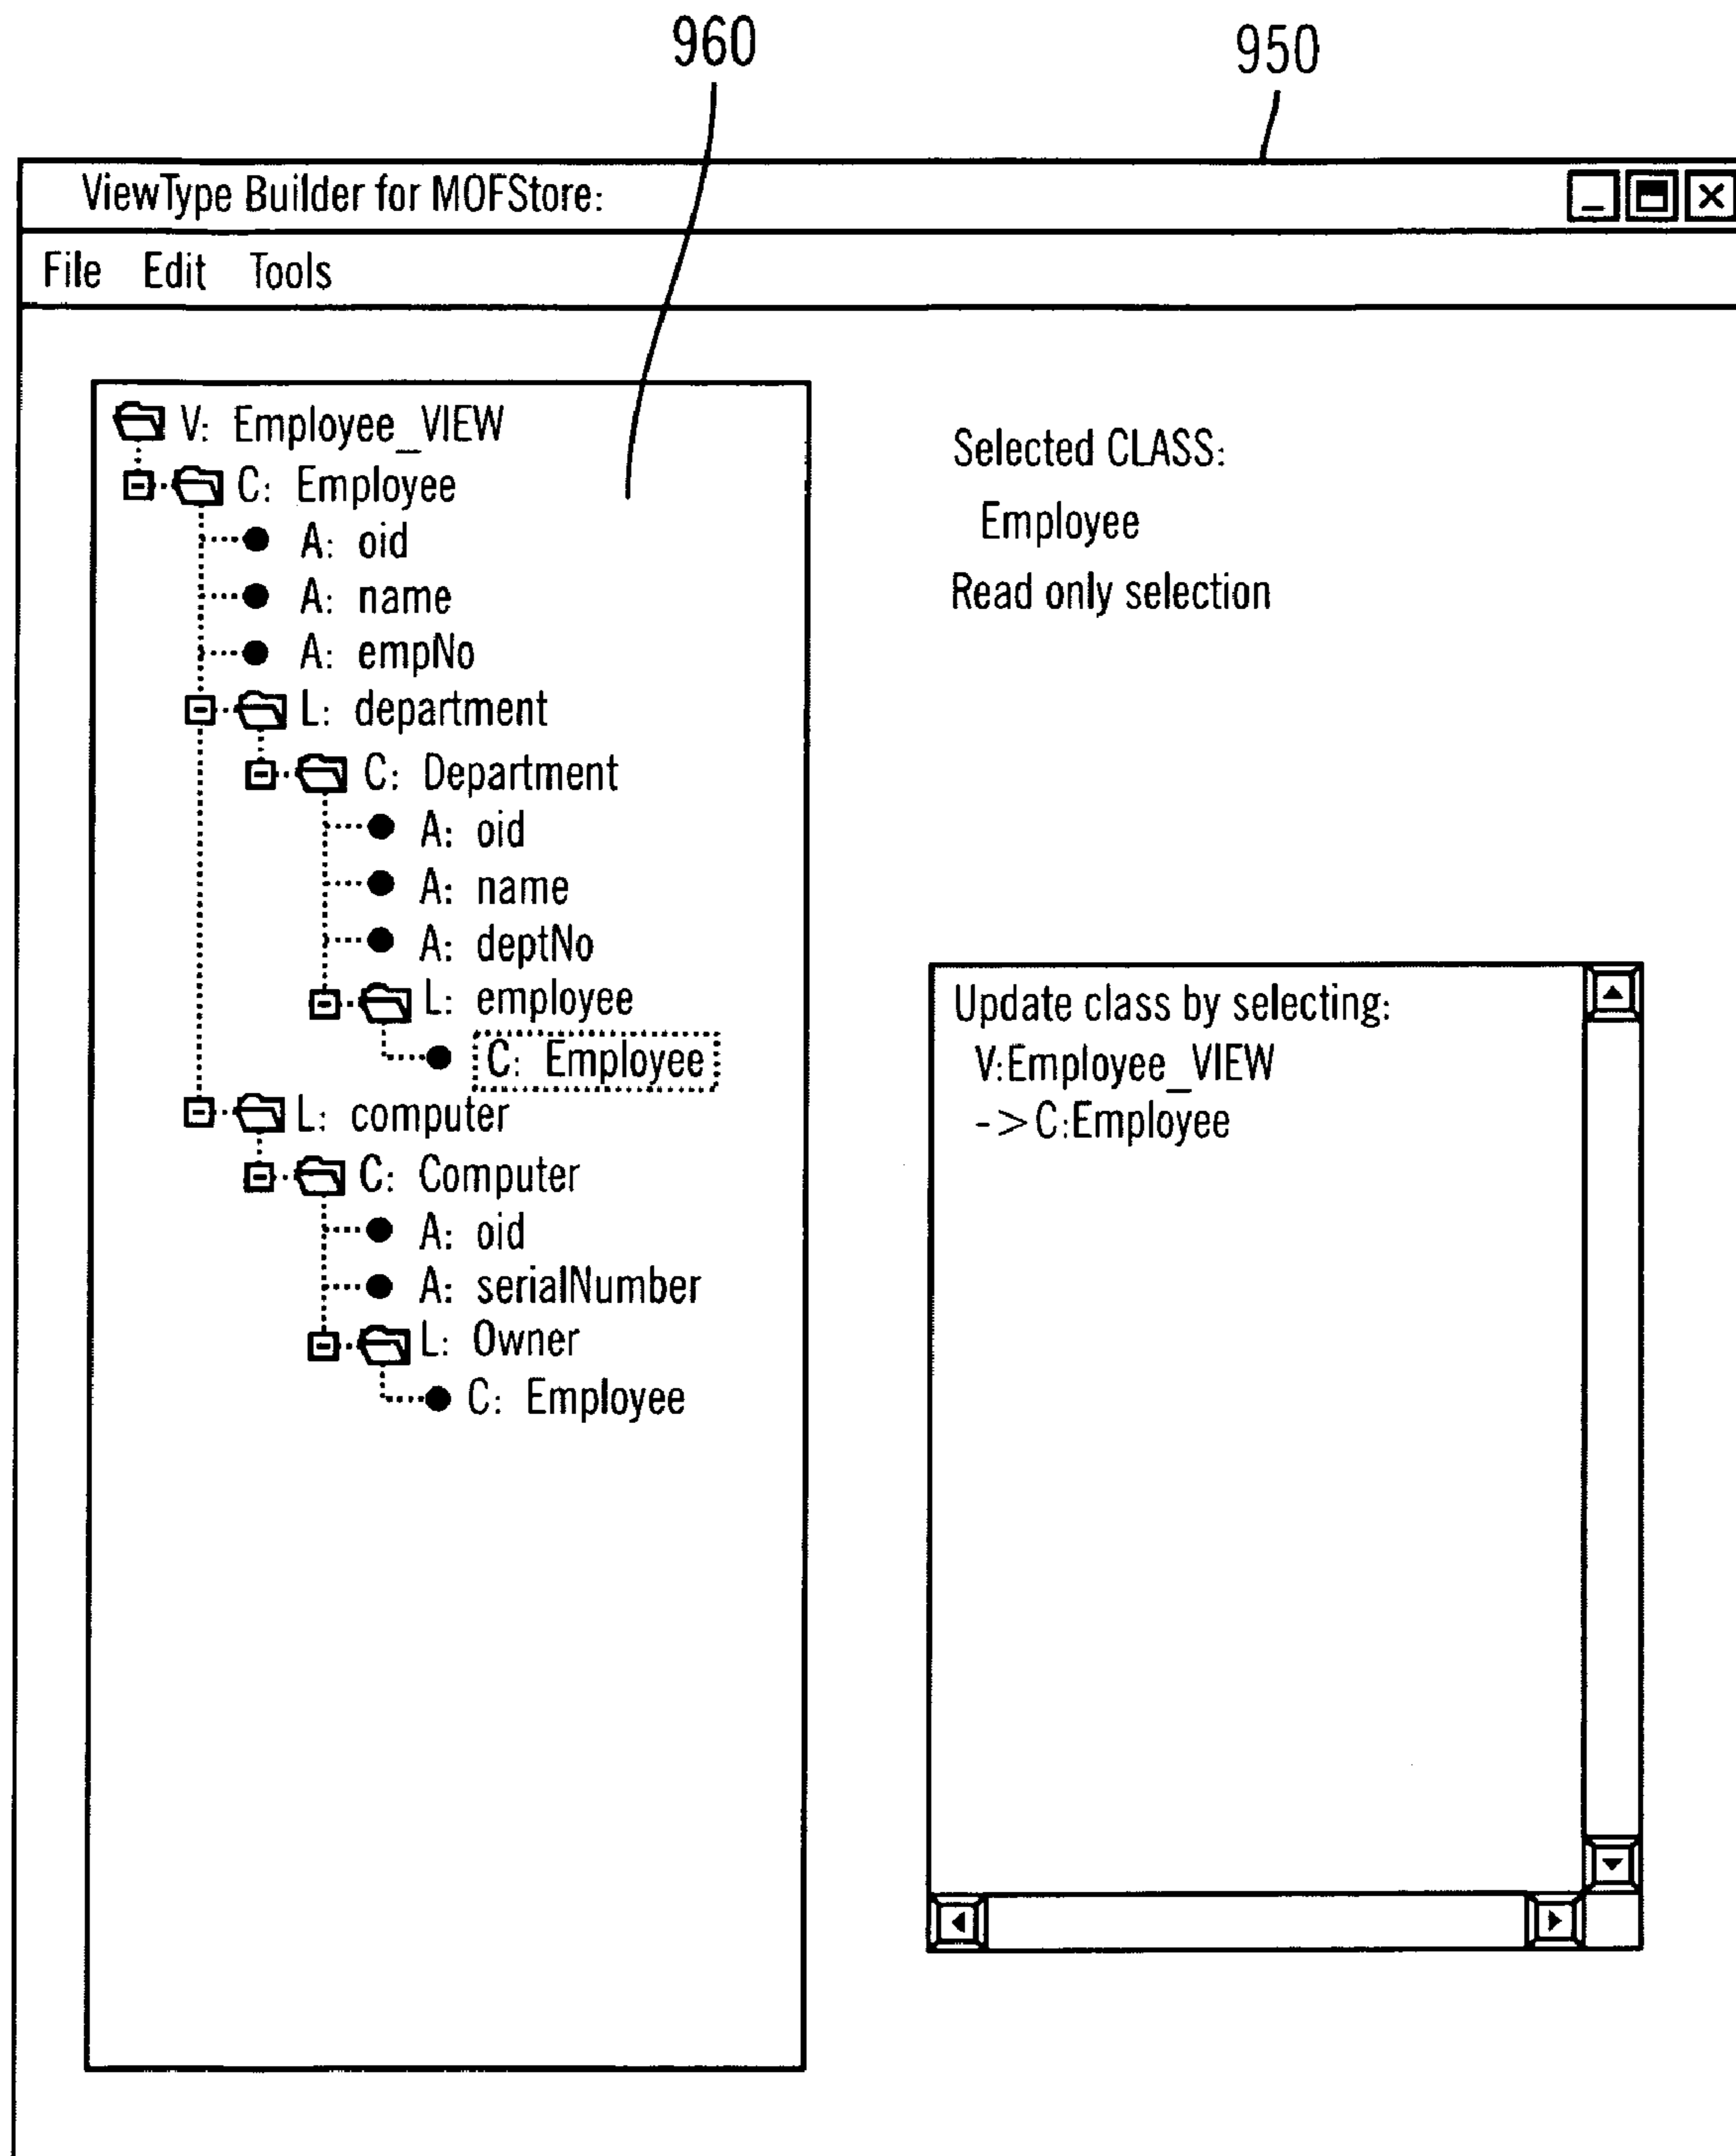 960
950
ViewType Builder for MOFStore:
File Edit Tools
V: Employee_VIEW
C: Employee
A: oid
A: name
A: empNo
L: department
C: Department
A: oid
A: name
A: deptNo
L: employee
C: Employee
L: computer
C: Computer
A: oid
A: serialNumber
L: Owner
C: Employee
Selected CLASS:
Employee
Read only selection
Update class by selecting:
V:Employee_VIEW
->C:Employee